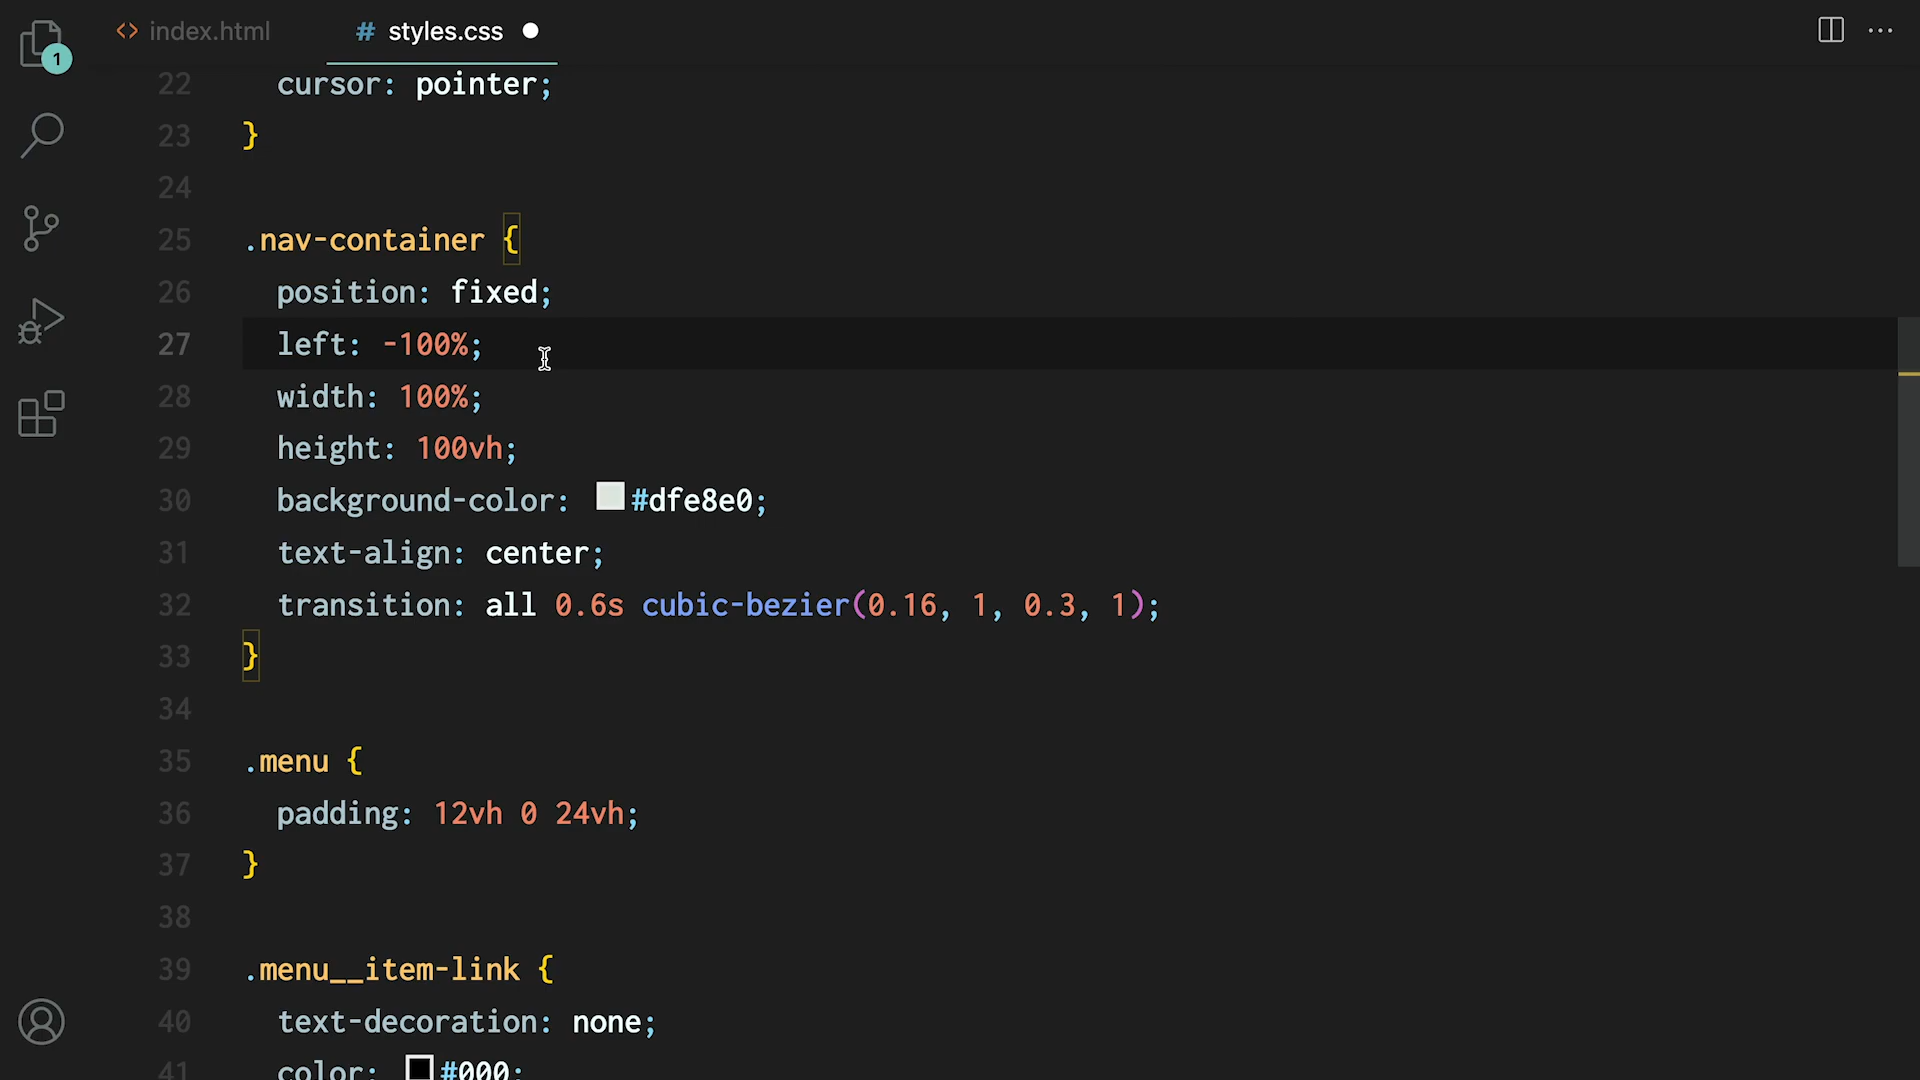 1
index.html
# styles.css
22 cursor: pointer;
23 }
24
25 .nav-container {
26 position: fixed;
27 left: -100%;
28 width: 100%;
29 height: 100vh;
30 background-color: #dfe8e0;
31 text-align: center;
32 transition: all 0.6s cubic-bezier(0.16, 1, 0.3, 1);
33 }
34
35 .menu {
36 padding: 12vh 0 24vh;
37 }
38
39 .menu__item-link {
40 text-decoration: none;
41 color: #000;